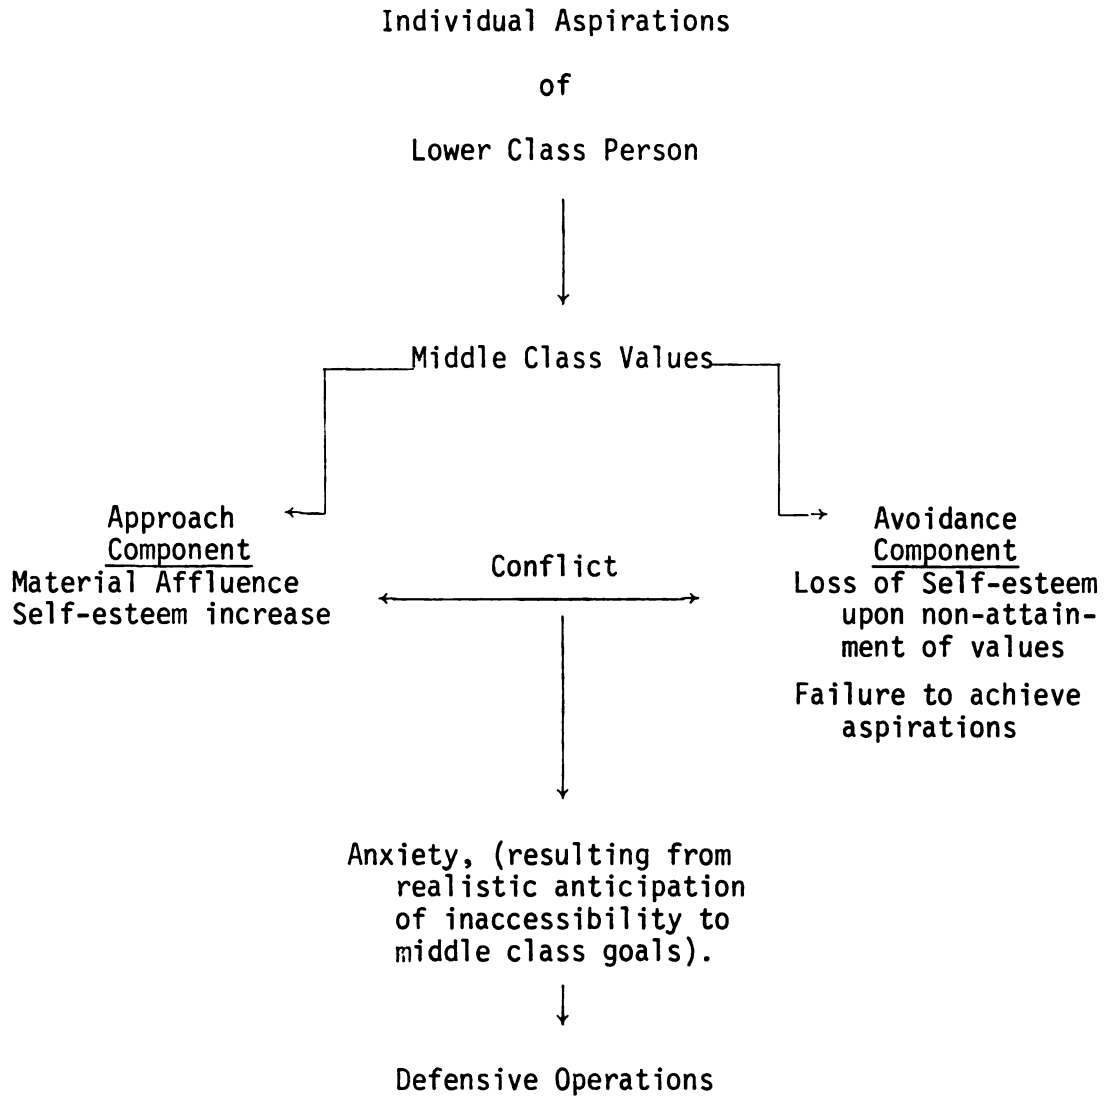 Individual Aspirations
of
Lower Class Person
Middle Class Values
Approach
Component
Material Affluence
Self-esteem increase
Conflict
Avoidance
Component
Loss of Self-esteem
upon non-attain-
ment of values
Failure to achieve
aspirations
Anxiety, (resulting from
realistic anticipation
of inaccessibility to
middle class goals).
Defensive Operations